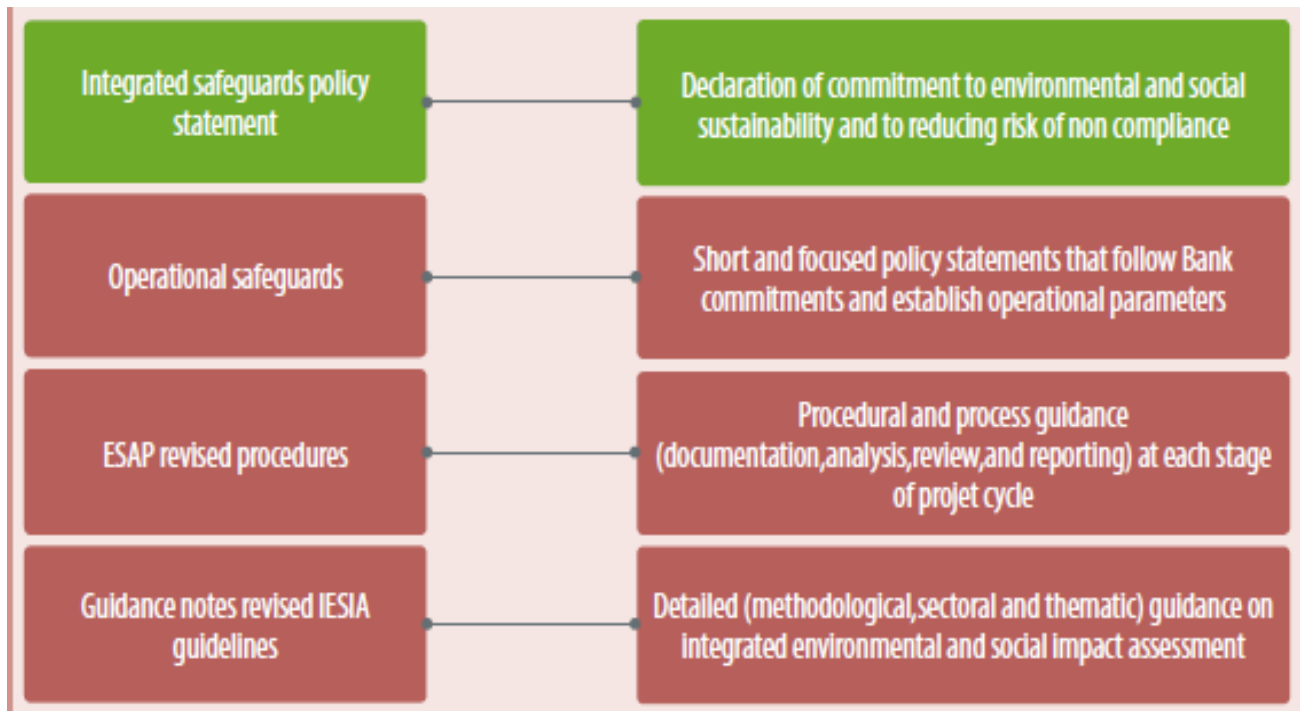 Integrated safeguards policy
statement
Declaration of commitment to environmental and social
sustainability and to reducing risk of non compliance
Operational safeguards
Short and focused policy statements that follow Bank
commitments and establish operational parameters
ESAP revised procedures
Procedural and process guidance
(documentation,analysis,review,and reporting) at each stage
of projet cycle
Guidance notes revised IESIA
guidelines
Detailed (methodological,sectoral and thematic) guidance on
integrated environmental and social impact assessment